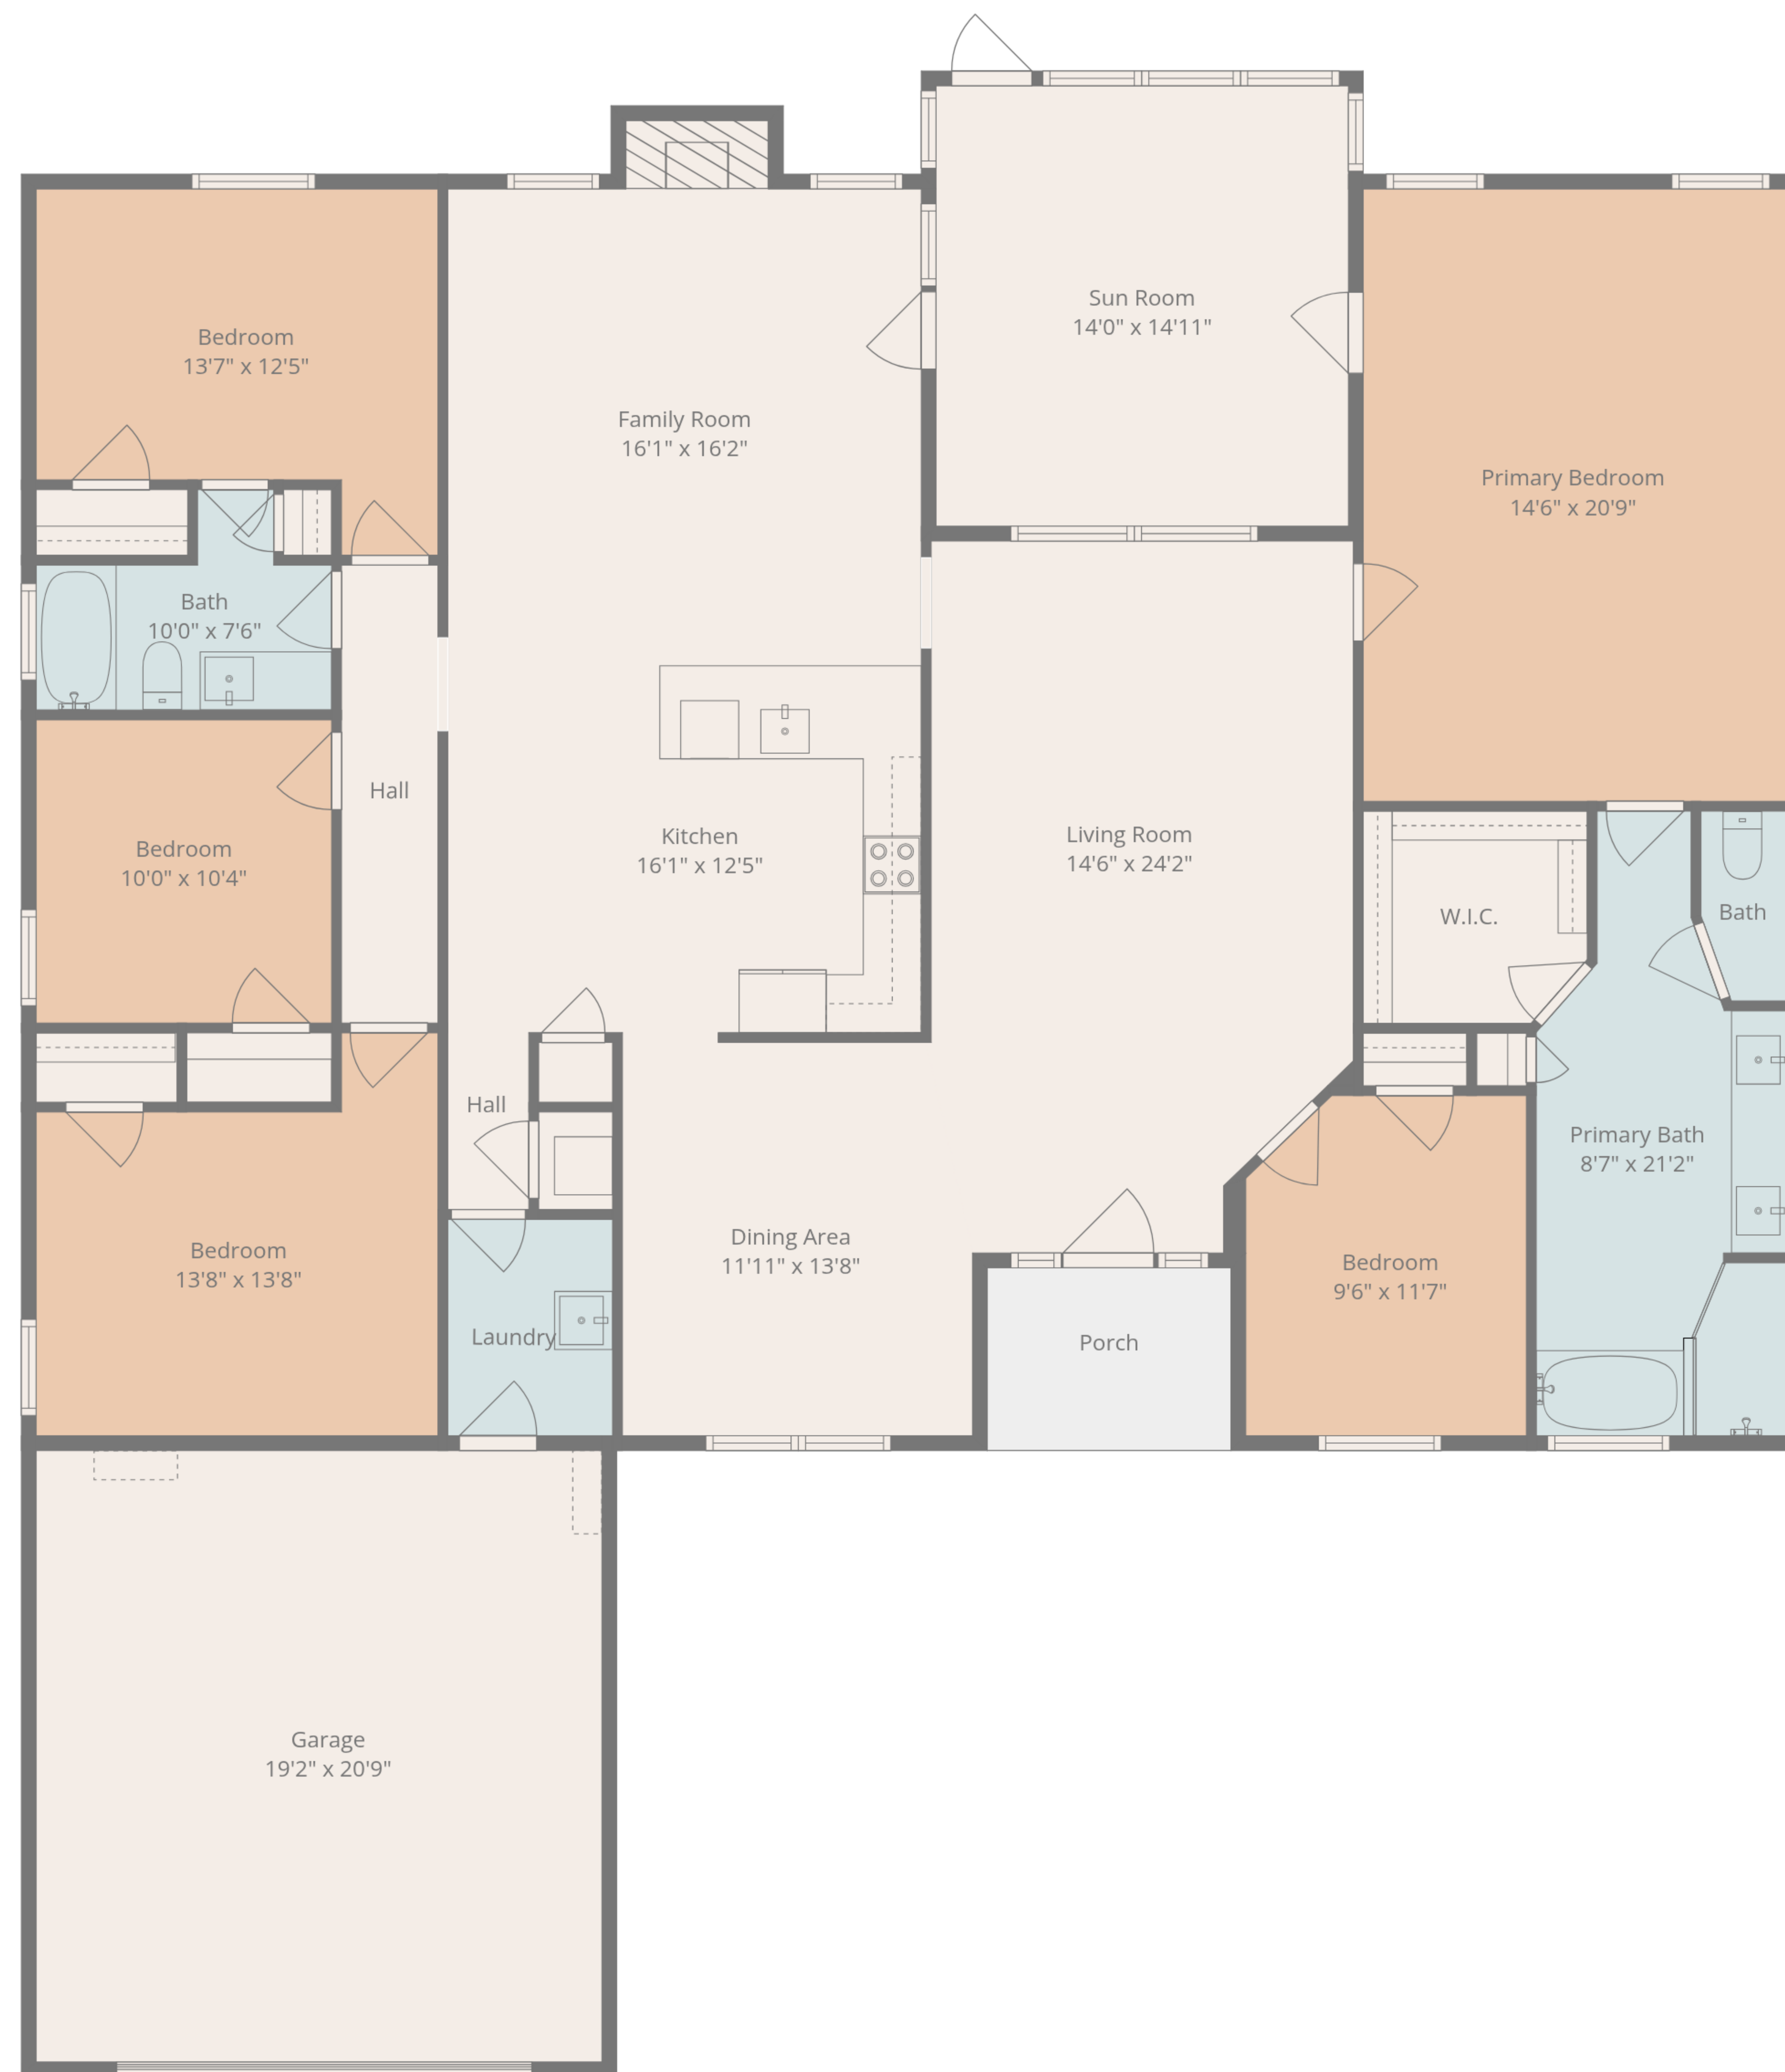 Sun Room
14'0" x 14'11"
Bedroom
13'7" x 12'5"
Family Room
16'1" x 16'2"
Primary Bedroom
14'6" x 20'9"
Bath
10'0" x 7'6"
Hall
Kitchen
16'1" x 12'5"
Living Room
14'6" x 24'2"
Bedroom
10'0" x 10'4"
W.I.C.
Bath
Hall
Primary Bath
8'7" x 21'2"
Dining Area
11'11" x 13'8"
Bedroom
13'8" x 13'8"
Bedroom
9'6" x 11'7"
Laundry
Porch
Garage
19'2" x 20'9"